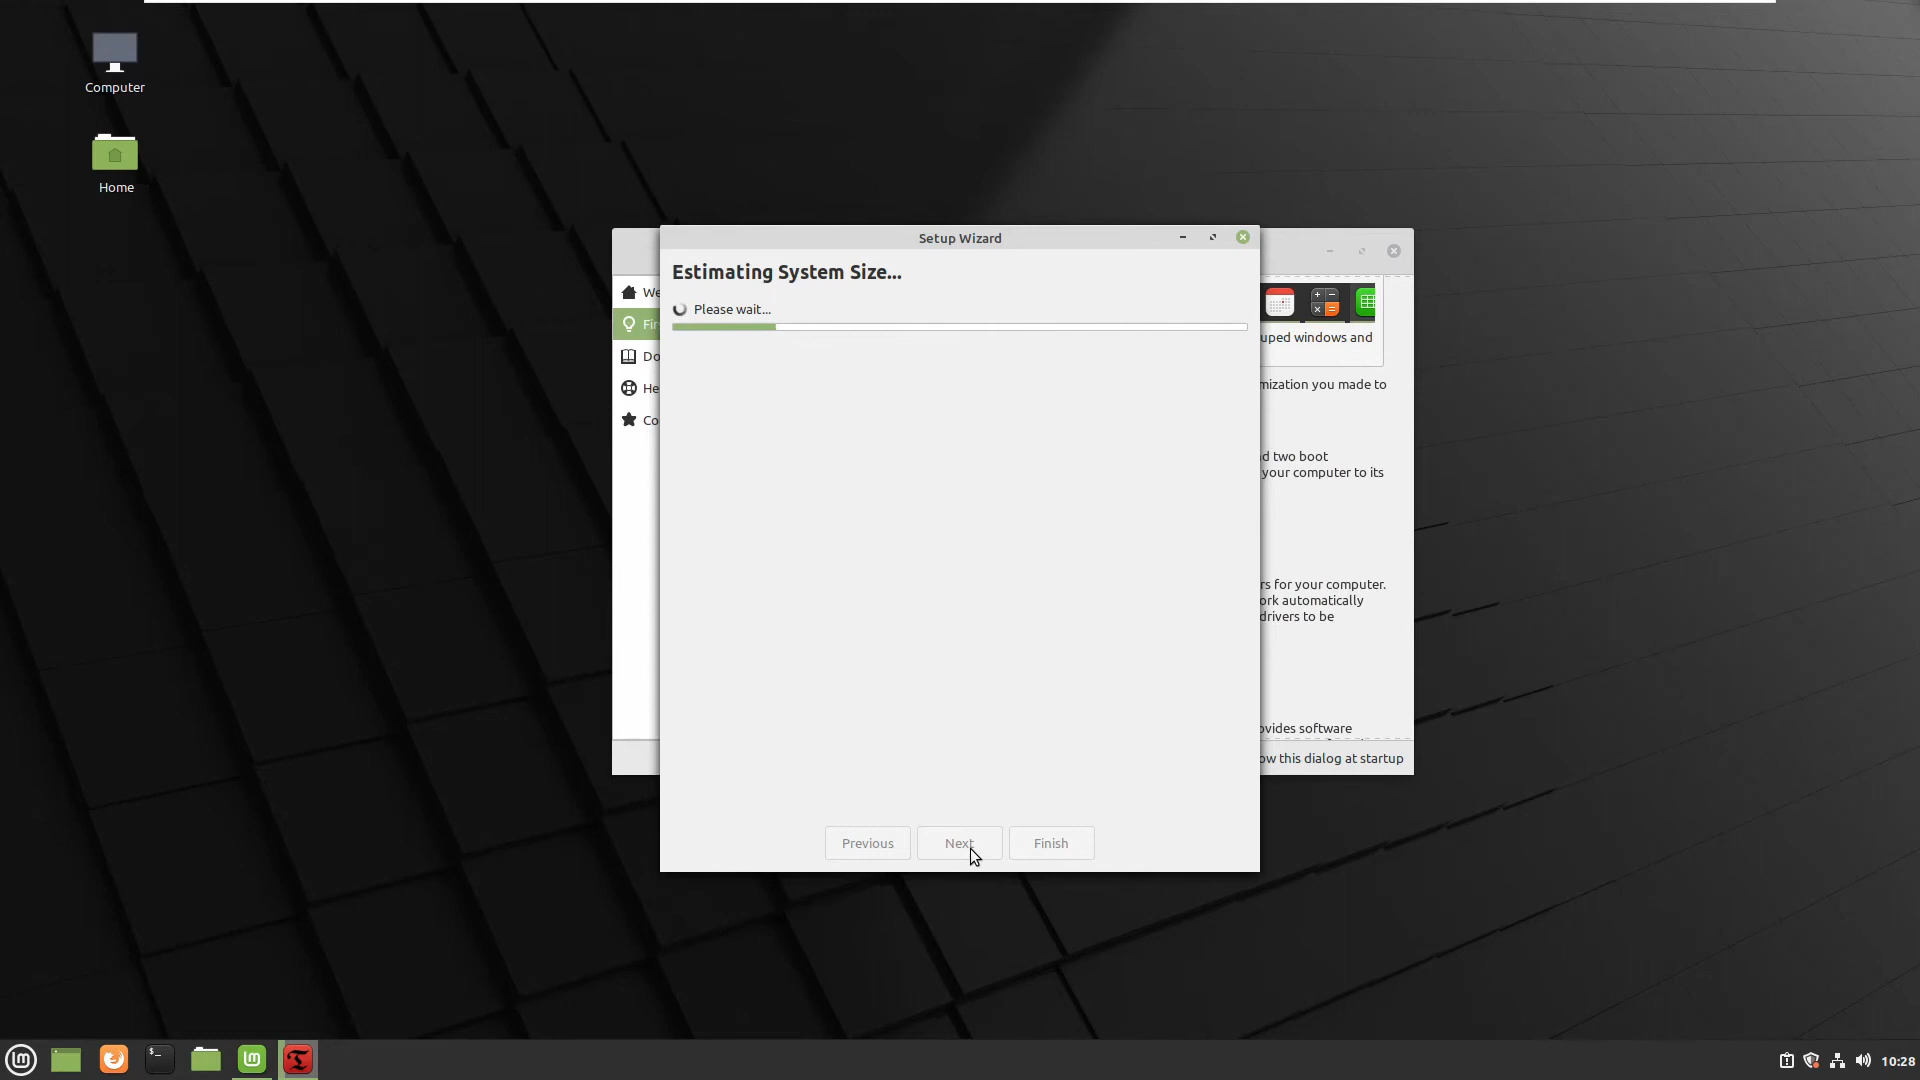 Computer
Home
Setup Wizard
Estimating System Size...
Please wait...
We
Fir
Do
He
Co
uped windows and
mization you made to
d two boot
your computer to its
rs for your computer.
ork automatically
drivers to be
ovides software
ow this dialog at startup
Previous
Next
Finish
10:28